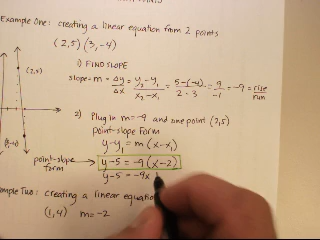 Example One: creating a linear equation from 2 points
(2,5) (3,-4)
1) FIND SLOPE
(2,5)
slope = m = Δy/Δx = y₂-y₁/x₂-x₁ = 5-(-4)/2-3 = 9/-1 = -9 = rise/run
2) Plug in m=-9 and one point (2,5)
point-slope form
y-y₁ = m(x-x₁)
point-slope form
y-5 = -9(x-2)
y-5 = -9x
Example Two: creating a linear equation
(1,4) m=-2